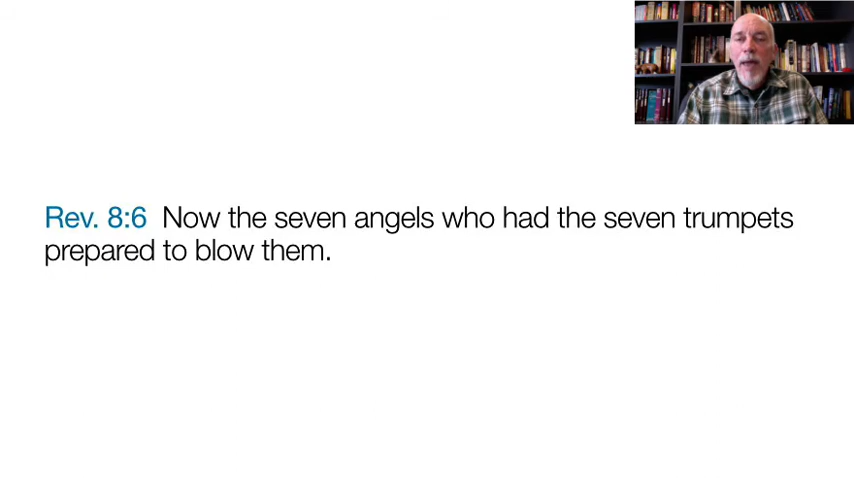 Rev. 8:6 Now the seven angels who had the seven trumpets
prepared to blow them.